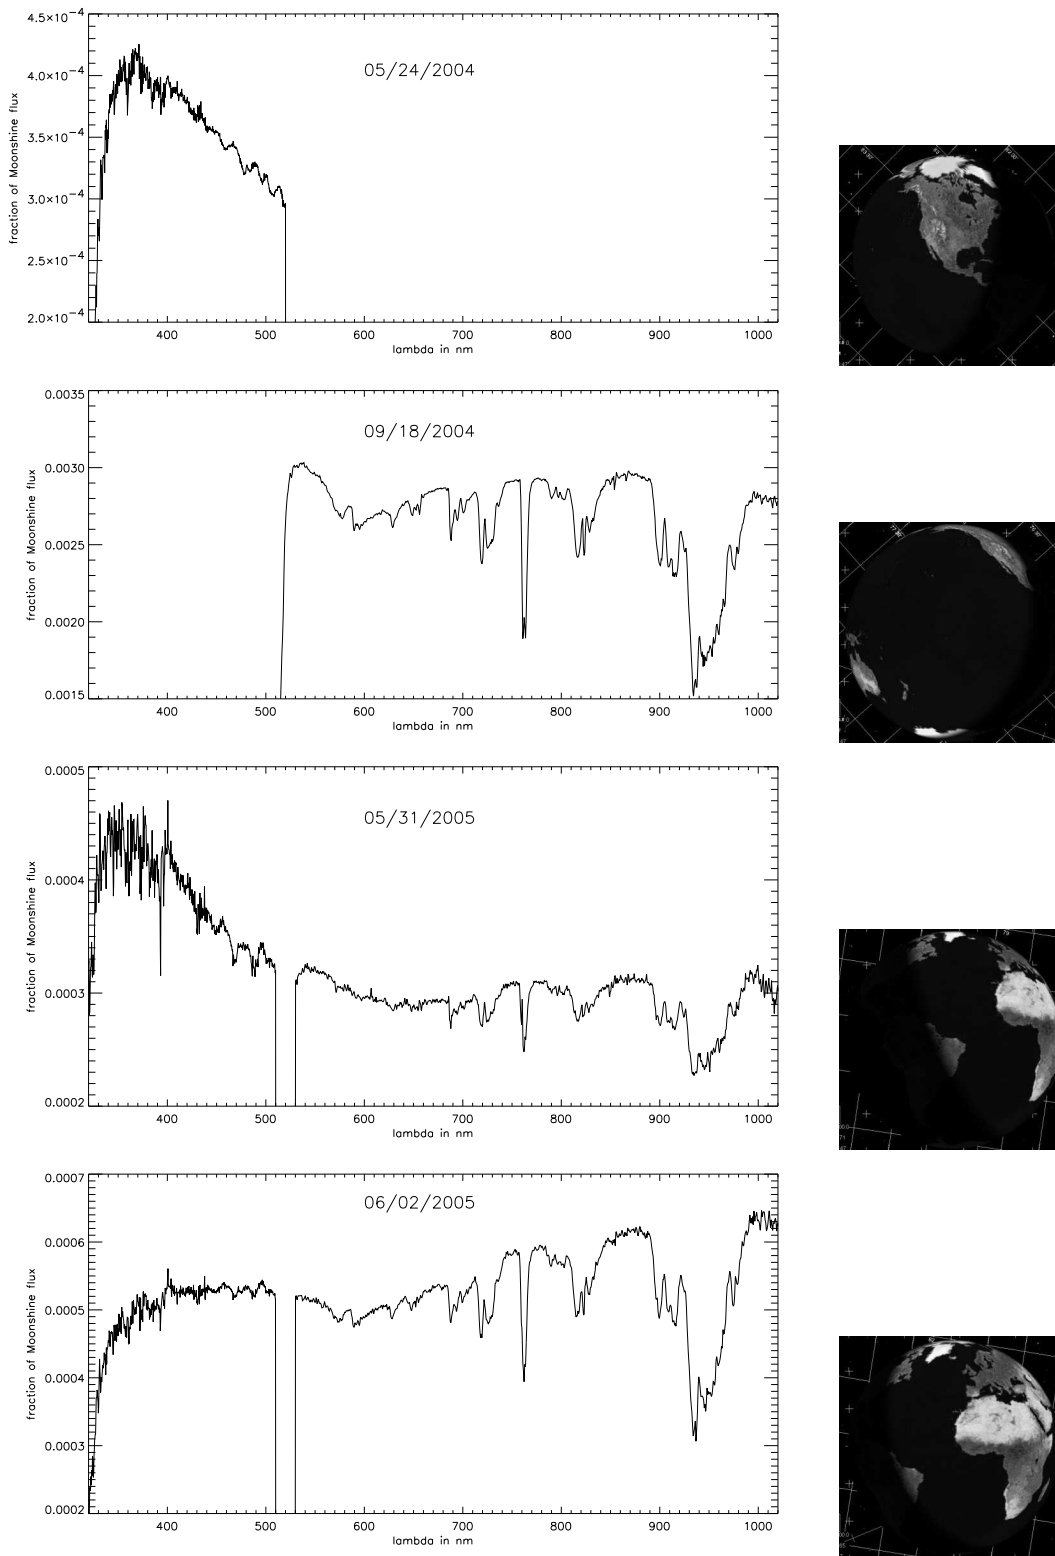 4.5×10⁻⁴
4.0×10⁻⁴
3.5×10⁻⁴
3.0×10⁻⁴
2.5×10⁻⁴
2.0×10⁻⁴
fraction of Moonshine flux
05/24/2004
400 500 600 700 800 900 1000
lambda in nm
0.0035
0.0030
0.0025
0.0020
0.0015
fraction of Moonshine flux
09/18/2004
400 500 600 700 800 900 1000
lambda in nm
0.0005
0.0004
0.0003
0.0002
fraction of Moonshine flux
05/31/2005
79
400 500 600 700 800 900 1000
lambda in nm
0.0007
0.0006
0.0005
0.0004
0.0003
0.0002
fraction of Moonshine flux
06/02/2005
400 500 600 700 800 900 1000
lambda in nm